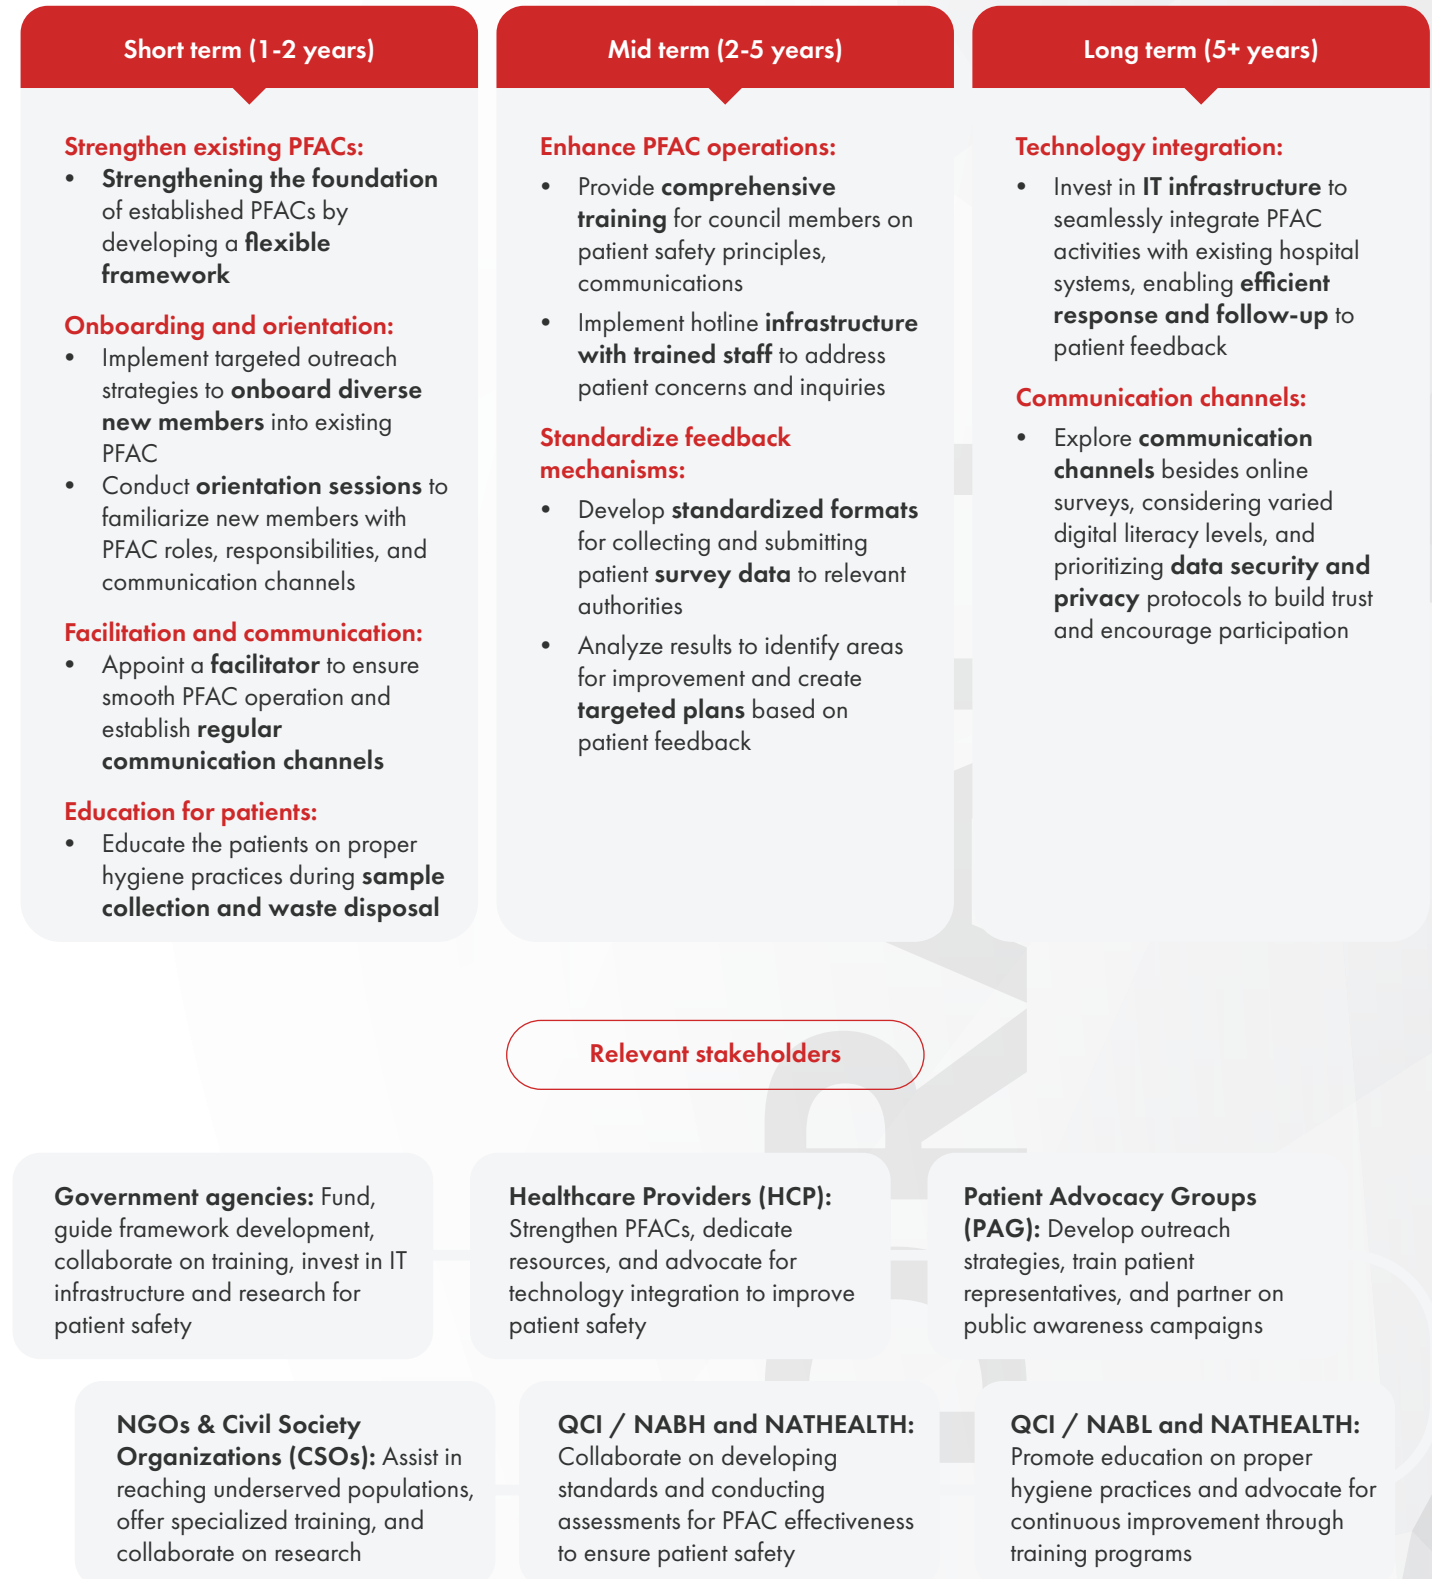 Short term (1-2 years)
Strengthen existing PFACs:
• Strengthening the foundation
of established PFACs by
developing a flexible
framework
Onboarding and orientation:
• Implement targeted outreach
strategies to onboard diverse
new members into existing
PFAC
• Conduct orientation sessions to
familiarize new members with
PFAC roles, responsibilities, and
communication channels
Facilitation and communication:
• Appoint a facilitator to ensure
smooth PFAC operation and
establish regular
communication channels
Education for patients:
• Educate the patients on proper
hygiene practices during sample
collection and waste disposal
Mid term (2-5 years)
Enhance PFAC operations:
• Provide comprehensive
training for council members on
patient safety principles,
communications
• Implement hotline infrastructure
with trained staff to address
patient concerns and inquiries
Standardize feedback
mechanisms:
• Develop standardized formats
for collecting and submitting
patient survey data to relevant
authorities
• Analyze results to identify areas
for improvement and create
targeted plans based on
patient feedback
Long term (5+ years)
Technology integration:
• Invest in IT infrastructure to
seamlessly integrate PFAC
activities with existing hospital
systems, enabling efficient
response and follow-up to
patient feedback
Communication channels:
• Explore communication
channels besides online
surveys, considering varied
digital literacy levels, and
prioritizing data security and
privacy protocols to build trust
and encourage participation
Relevant stakeholders
Government agencies: Fund,
guide framework development,
collaborate on training, invest in IT
infrastructure and research for
patient safety
Healthcare Providers (HCP):
Strengthen PFACs, dedicate
resources, and advocate for
technology integration to improve
patient safety
Patient Advocacy Groups
(PAG): Develop outreach
strategies, train patient
representatives, and partner on
public awareness campaigns
NGOs & Civil Society
Organizations (CSOs): Assist in
reaching underserved populations,
offer specialized training, and
collaborate on research
QCI / NABH and NATHEALTH:
Collaborate on developing
standards and conducting
assessments for PFAC effectiveness
to ensure patient safety
QCI / NABL and NATHEALTH:
Promote education on proper
hygiene practices and advocate for
continuous improvement through
training programs